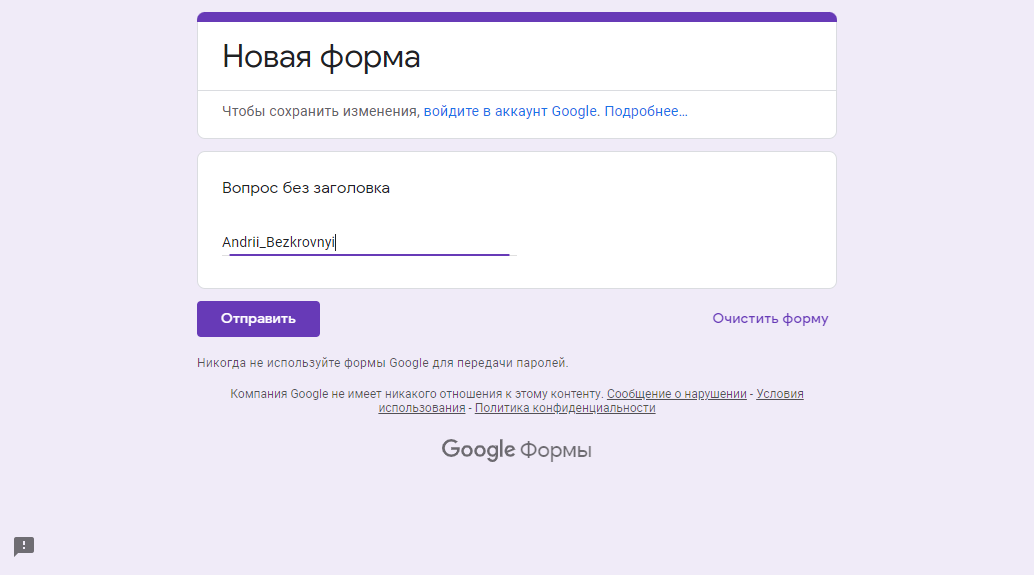 Новая форма
Чтобы сохранить изменения, войдите в аккаунт Google. Подробнее…
Вопрос без заголовка
Andrii_Bezkrovnyi
Отправить
Очистить форму
Никогда не используйте формы Google для передачи паролей.
Компания Google не имеет никакого отношения к этому контенту. Сообщение о нарушении - Условия
использования - Политика конфиденциальности
Google Формы